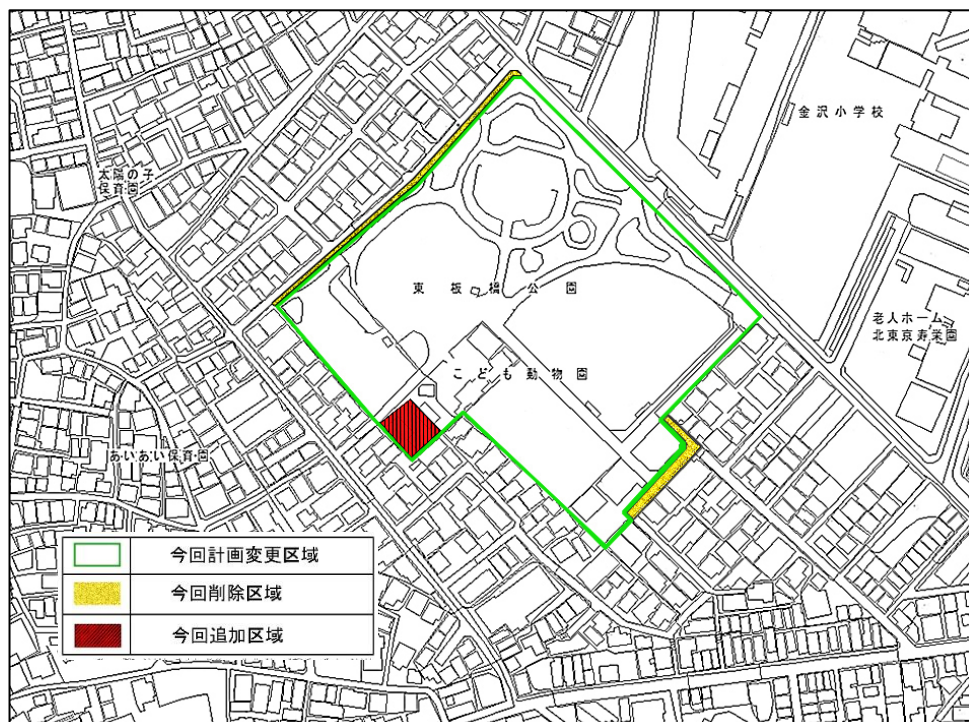 金沢小学校
太陽の子
保育園
東板橋公園
老人ホーム
北東京寿栄園
こども動物園
あいあい保育園
今回計画変更区域
今回削除区域
今回追加区域